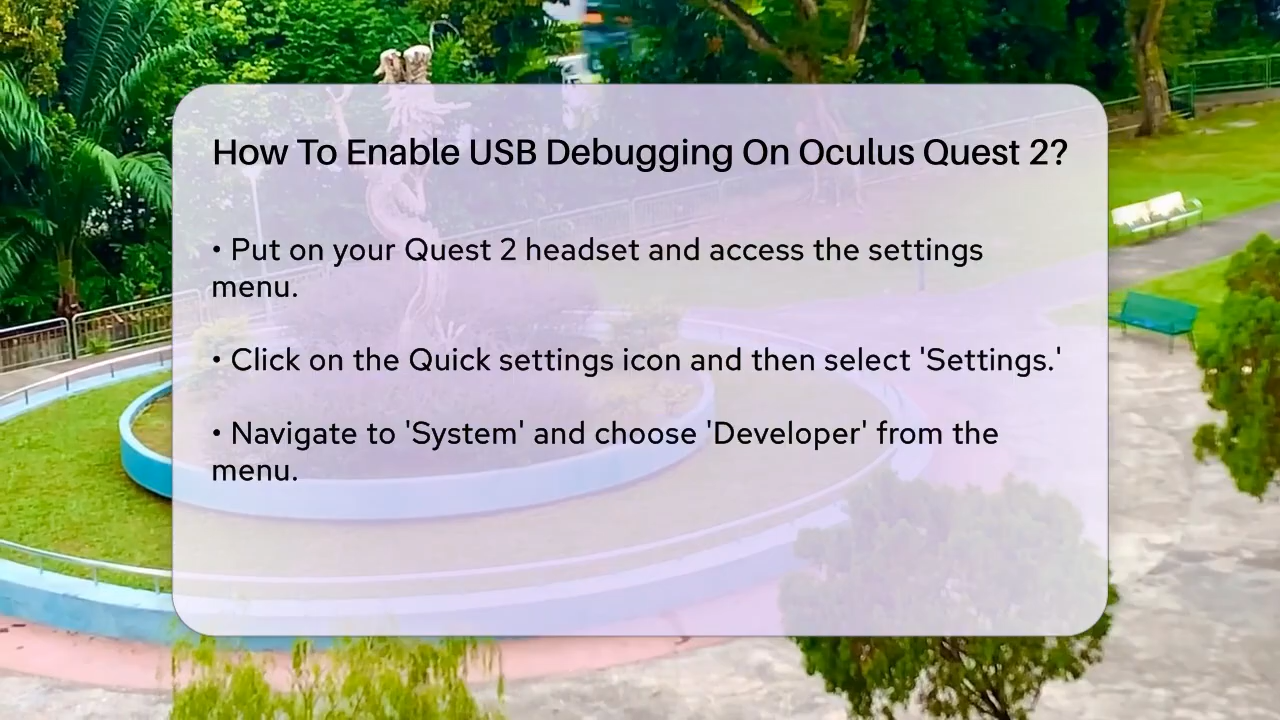 How To Enable USB Debugging On Oculus Quest 2?
• Put on your Quest 2 headset and access the settings
menu.
• Click on the Quick settings icon and then select 'Settings.'
• Navigate to 'System' and choose 'Developer' from the
menu.